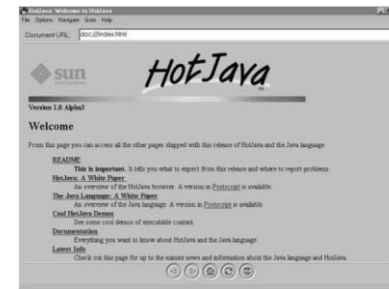 HotJava: Welcome to HotJava
File Options Navigate Goto Help
Document URL: doc:///index.html
sun
HotJava
Version 1.0 Alpha3
Welcome
From this page you can access all the other pages shipped with this release of HotJava and the Java language.
README
This is important. It tells you what to expect from this release and where to report problems.
HotJava: A White Paper
An overview of the HotJava browser. A version in Postscript is available.
The Java Language: A White Paper
An overview of the Java language. A version in Postscript is available.
Cool HotJava Demos
See some cool demos of executable content.
Documentation
Everything you want to know about HotJava and the Java language.
Latest Info
Check out this page for up to the minute news and information about the Java language and HotJava.